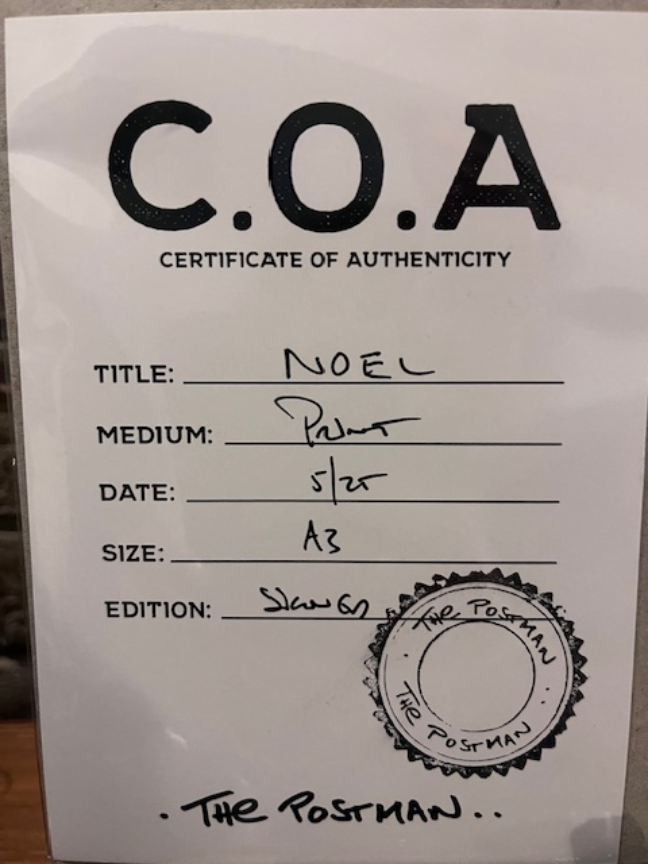 C.O.A
CERTIFICATE OF AUTHENTICITY
TITLE: NOEL
MEDIUM: Print
DATE: 5/25
SIZE: A3
EDITION: SIGNED
THE POSTMAN
THE POSTMAN
. THE POSTMAN..